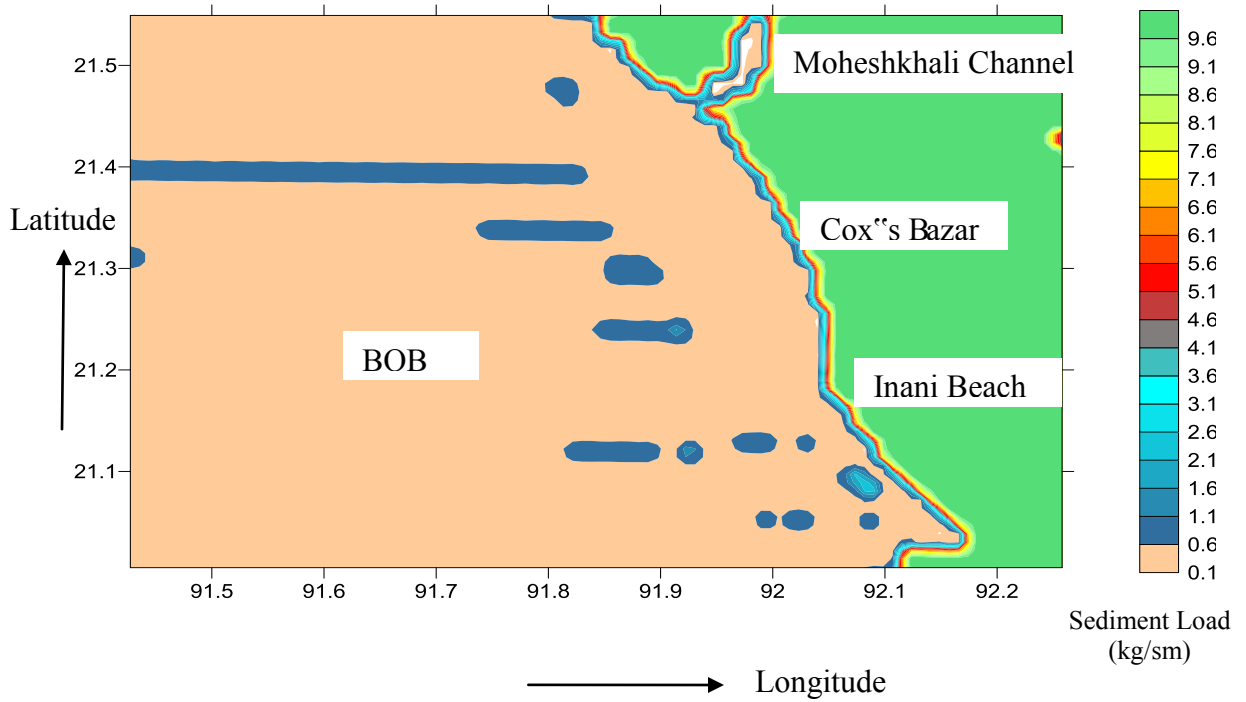 Moheshkhali Channel
Cox‟s Bazar
Inani Beach
BOB
Latitude
21.5
21.4
21.3
21.2
21.1
91.5 91.6 91.7 91.8 91.9 92 92.1 92.2
Longitude
9.6
9.1
8.6
8.1
7.6
7.1
6.6
6.1
5.6
5.1
4.6
4.1
3.6
3.1
2.6
2.1
1.6
1.1
0.6
0.1
Sediment Load
(kg/sm)